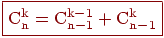 C_n^k = C_{n-1}^{k-1} + C_{n-1}^k